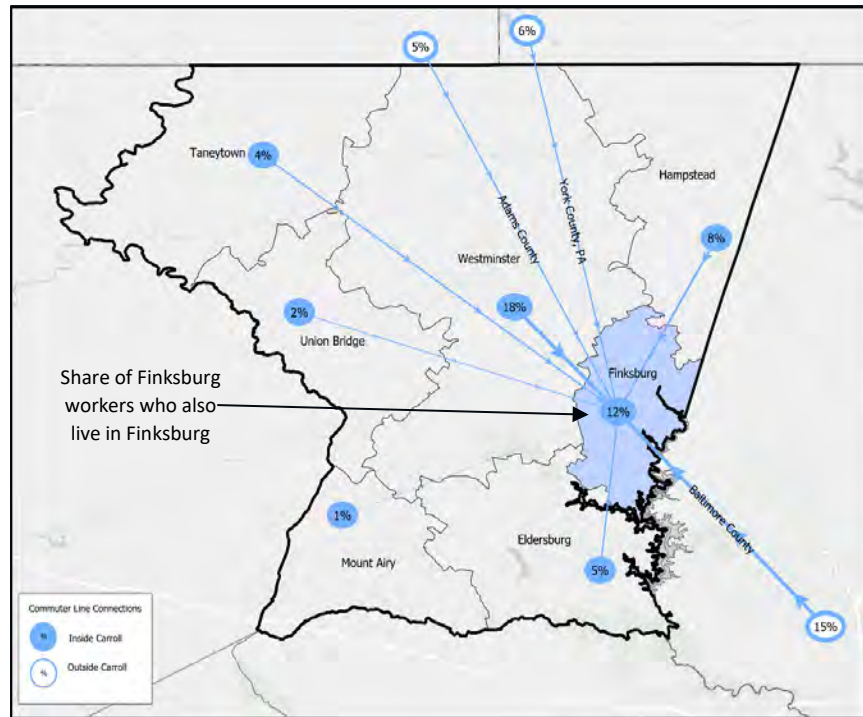 5%
6%
Taneytown
4%
Hampstead
Adams County
York County, PA
Westminster
8%
18%
2%
Union Bridge
Finksburg
Share of Finksburg
workers who also
live in Finksburg
12%
Baltimore County
1%
Eldersburg
Mount Airy
5%
15%
Commuter Line Connections
% Inside Carroll
% Outside Carroll